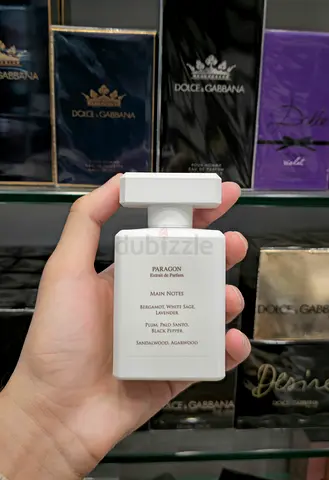 DOLCE & GABBANA
DOLCE & GABBANA
DOLCE & GABBANA
Dolce
violet
dubizzle
PARAGON
Extrait de Parfum
MAIN NOTES
BERGAMOT, WHITE SAGE,
LAVENDER
PLUM, PALO SANTO,
BLACK PEPPER,
SANDALWOOD, AGARWOOD
DOLCE & GABBANA
Desire
DOLCE & GABBANA